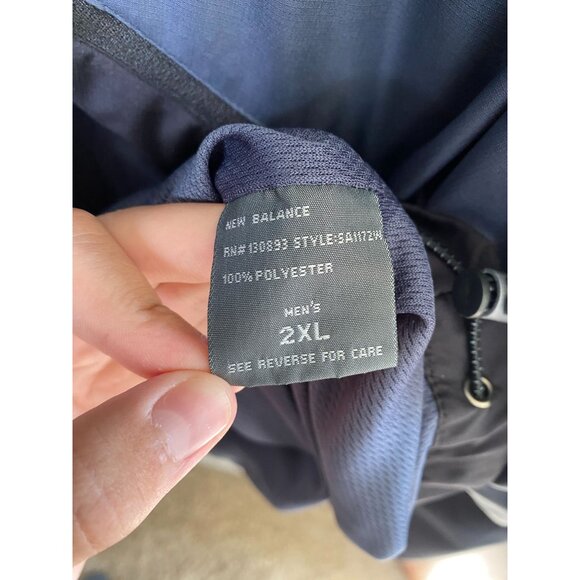 NEW BALANCE
RN# 130893 STYLE:SA1172W
100% POLYESTER
MEN'S
2XL
SEE REVERSE FOR CARE